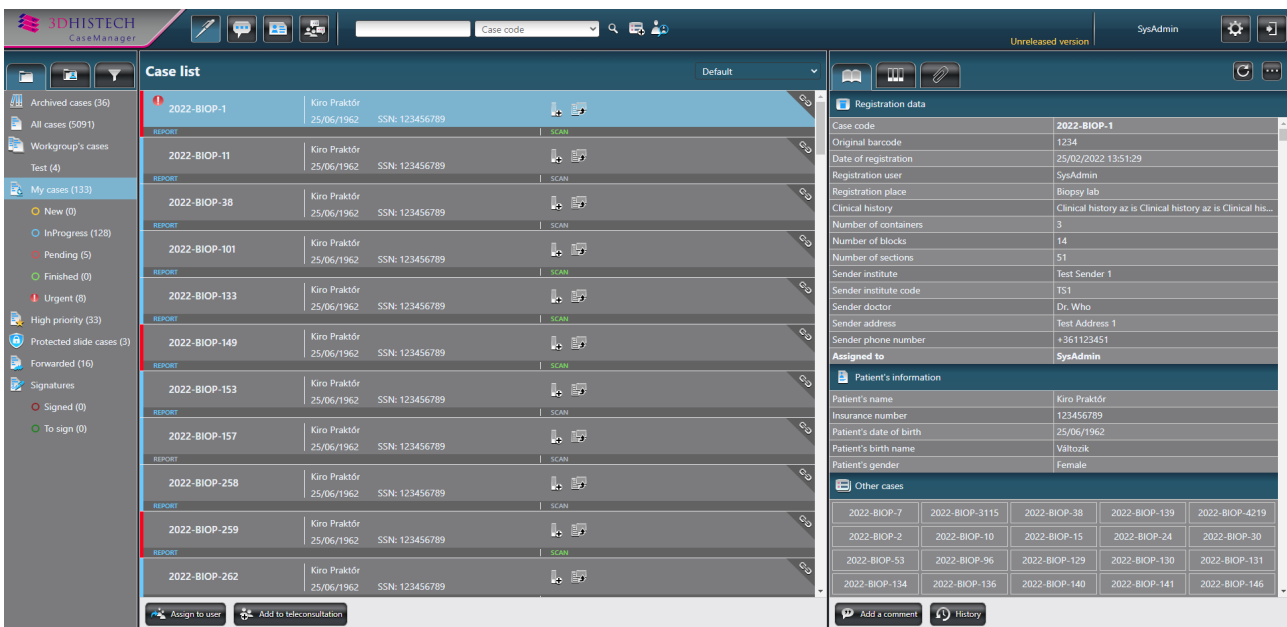 3DHISTECH
CaseManager
Case code
Unreleased version
SysAdmin
Archived cases (36)
All cases (5091)
Workgroup's cases
Test (4)
My cases (133)
New (0)
InProgress (128)
Pending (5)
Finished (0)
Urgent (8)
High priority (33)
Protected slide cases (3)
Forwarded (16)
Signatures
Signed (0)
To sign (0)
Case list
Default
2022-BIOP-1
Kiro Praktőr
25/06/1962 SSN: 123456789
REPORT SCAN
2022-BIOP-11
Kiro Praktőr
25/06/1962 SSN: 123456789
REPORT SCAN
2022-BIOP-38
Kiro Praktőr
25/06/1962 SSN: 123456789
REPORT SCAN
2022-BIOP-101
Kiro Praktőr
25/06/1962 SSN: 123456789
REPORT SCAN
2022-BIOP-133
Kiro Praktőr
25/06/1962 SSN: 123456789
REPORT SCAN
2022-BIOP-149
Kiro Praktőr
25/06/1962 SSN: 123456789
REPORT SCAN
2022-BIOP-153
Kiro Praktőr
25/06/1962 SSN: 123456789
REPORT SCAN
2022-BIOP-157
Kiro Praktőr
25/06/1962 SSN: 123456789
REPORT SCAN
2022-BIOP-258
Kiro Praktőr
25/06/1962 SSN: 123456789
REPORT SCAN
2022-BIOP-259
Kiro Praktőr
25/06/1962 SSN: 123456789
REPORT SCAN
2022-BIOP-262
Kiro Praktőr
25/06/1962 SSN: 123456789
Assign to user Add to teleconsultation
Registration data
Case code 2022-BIOP-1
Original barcode 1234
Date of registration 25/02/2022 13:51:29
Registration user SysAdmin
Registration place Biopsy lab
Clinical history Clinical history az is Clinical history az is Clinical his...
Number of containers 3
Number of blocks 14
Number of sections 51
Sender institute Test Sender 1
Sender institute code TS1
Sender doctor Dr. Who
Sender address Test Address 1
Sender phone number +361123451
Assigned to SysAdmin
Patient's information
Patient's name Kiro Praktőr
Insurance number 123456789
Patient's date of birth 25/06/1962
Patient's birth name Változik
Patient's gender Female
Other cases
2022-BIOP-7 2022-BIOP-3115 2022-BIOP-38 2022-BIOP-139 2022-BIOP-4219
2022-BIOP-2 2022-BIOP-10 2022-BIOP-15 2022-BIOP-24 2022-BIOP-30
2022-BIOP-53 2022-BIOP-96 2022-BIOP-129 2022-BIOP-130 2022-BIOP-131
2022-BIOP-134 2022-BIOP-136 2022-BIOP-140 2022-BIOP-141 2022-BIOP-146
Add a comment History